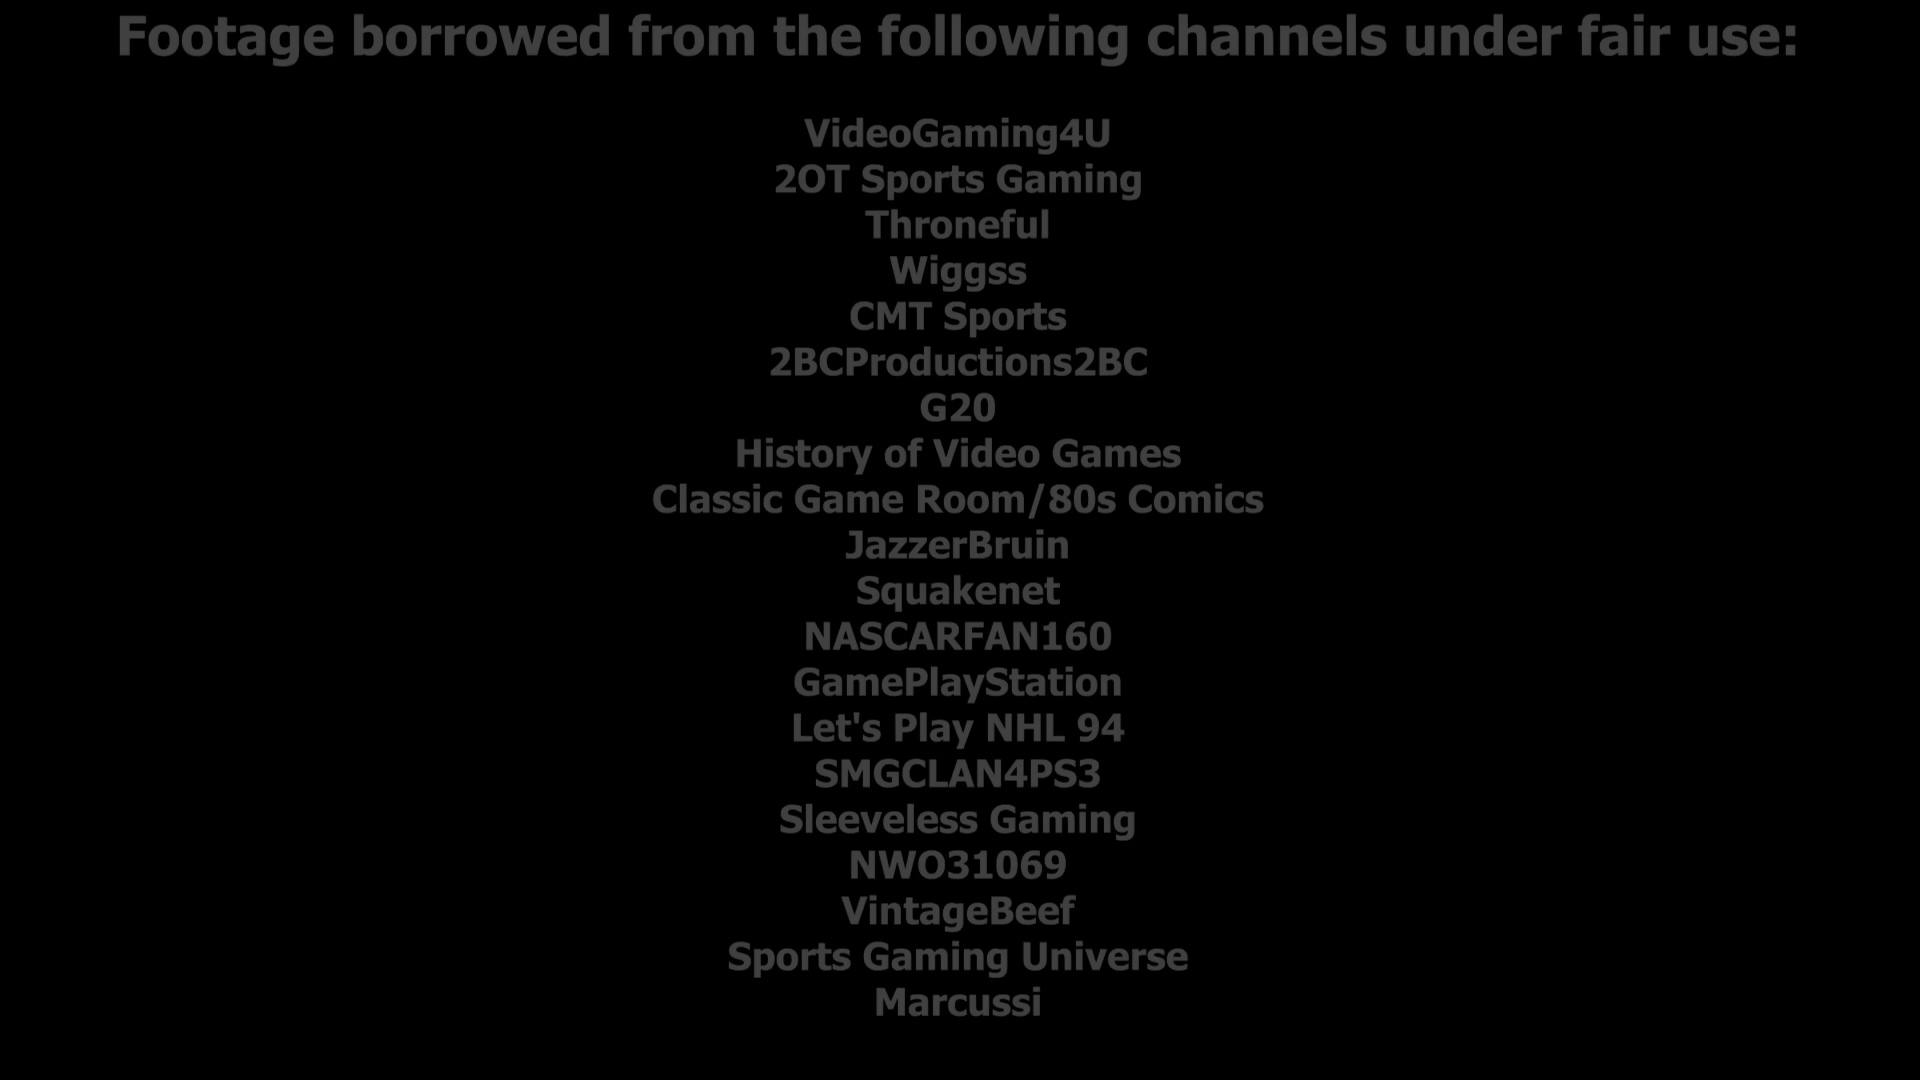 Footage borrowed from the following channels under fair use:
VideoGaming4U
2OT Sports Gaming
Throneful
Wiggss
CMT Sports
2BCProductions2BC
G20
History of Video Games
Classic Game Room/80s Comics
JazzerBruin
Squakenet
NASCARFAN160
GamePlayStation
Let's Play NHL 94
SMGCLAN4PS3
Sleeveless Gaming
NWO31069
VintageBeef
Sports Gaming Universe
Marcussi